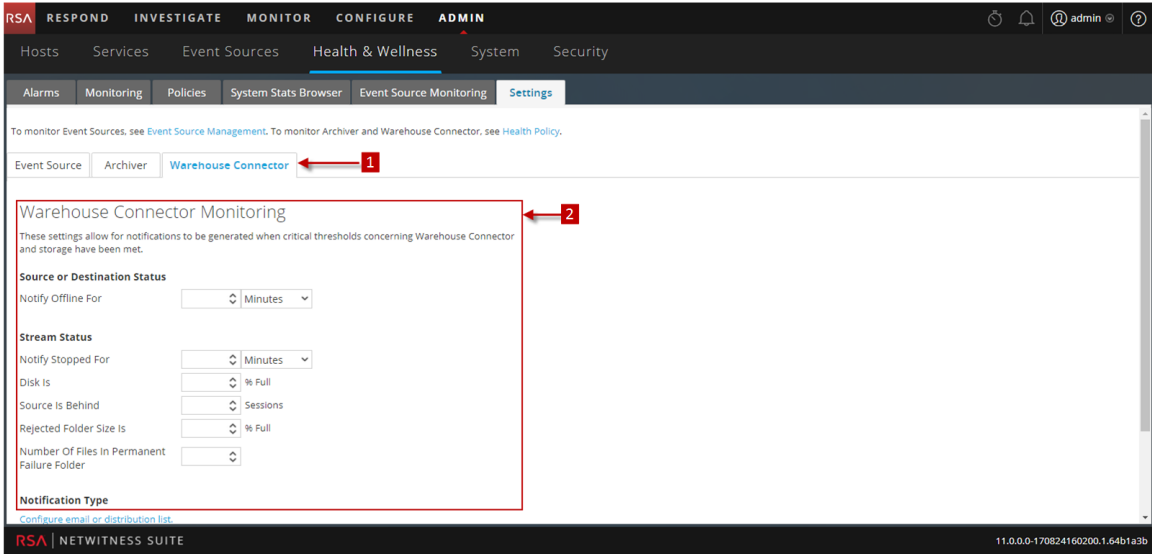 RSA RESPOND INVESTIGATE MONITOR CONFIGURE ADMIN admin ?
Hosts Services Event Sources Health & Wellness System Security
Alarms Monitoring Policies System Stats Browser Event Source Monitoring Settings
To monitor Event Sources, see Event Source Management. To monitor Archiver and Warehouse Connector, see Health Policy.
Event Source Archiver Warehouse Connector 1
Warehouse Connector Monitoring 2
These settings allow for notifications to be generated when critical thresholds concerning Warehouse Connector
and storage have been met.
Source or Destination Status
Notify Offline For Minutes
Stream Status
Notify Stopped For Minutes
Disk Is % Full
Source Is Behind Sessions
Rejected Folder Size Is % Full
Number Of Files In Permanent
Failure Folder
Notification Type
Configure email or distribution list.
RSA NETWITNESS SUITE 11.0.0.0-170824160200.1.64b1a3b